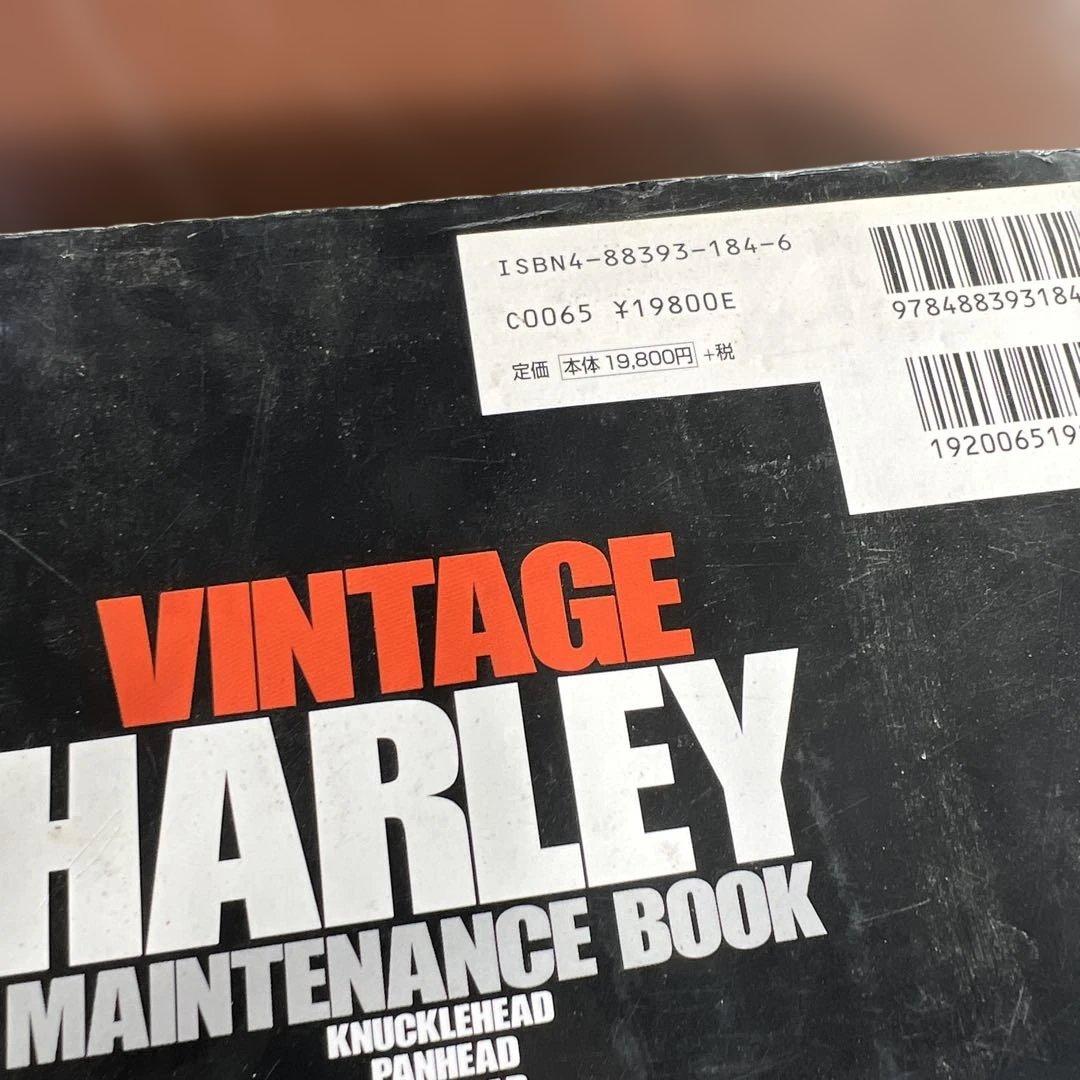 ISBN4-88393-184-6
C0065 ¥19800E
定価 本体 19,800円 +税
978488393184
192006519
VINTAGE
HARLEY
MAINTENANCE BOOK
KNUCKLEHEAD
PANHEAD